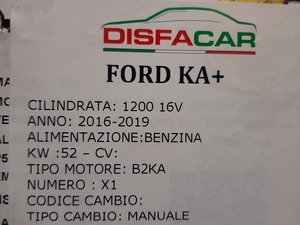 DISFACAR
FORD KA+
CILINDRATA: 1200 16V
ANNO: 2016-2019
ALIMENTAZIONE:BENZINA
KW :52 – CV:
TIPO MOTORE: B2KA
NUMERO : X1
CODICE CAMBIO:
TIPO CAMBIO: MANUALE